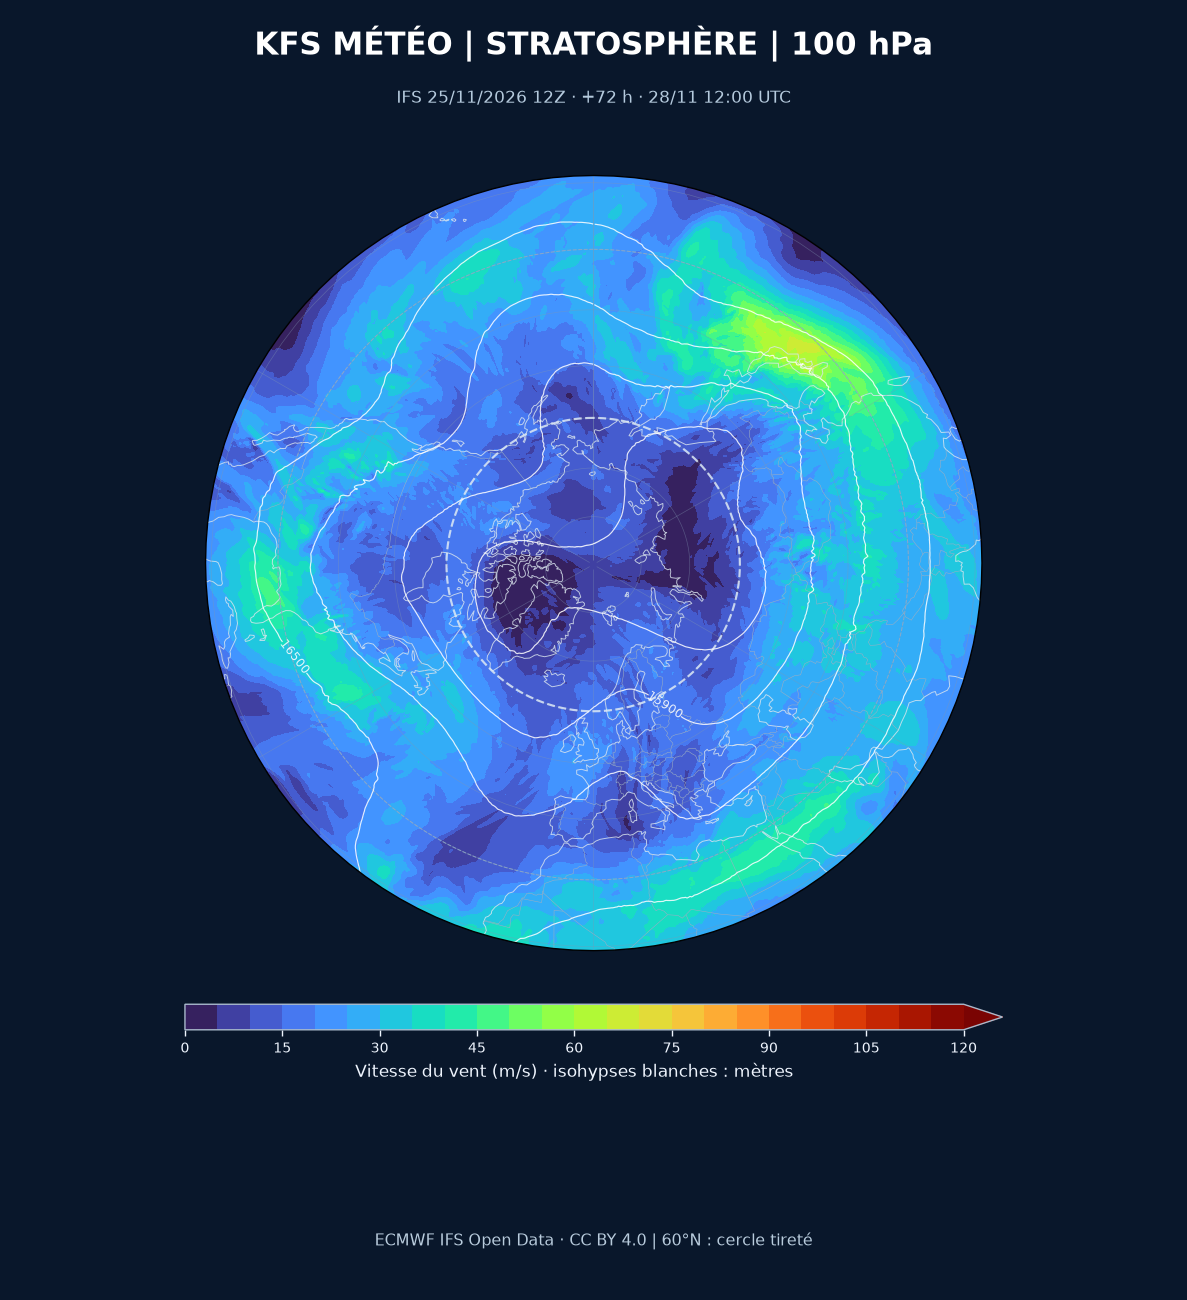 KFS MÉTÉO | STRATOSPHÈRE | 100 hPa
IFS 25/11/2026 12Z · +72 h · 28/11 12:00 UTC
16500
15900
0 15 30 45 60 75 90 105 120
Vitesse du vent (m/s) · isohypses blanches : mètres
ECMWF IFS Open Data · CC BY 4.0 | 60°N : cercle tireté